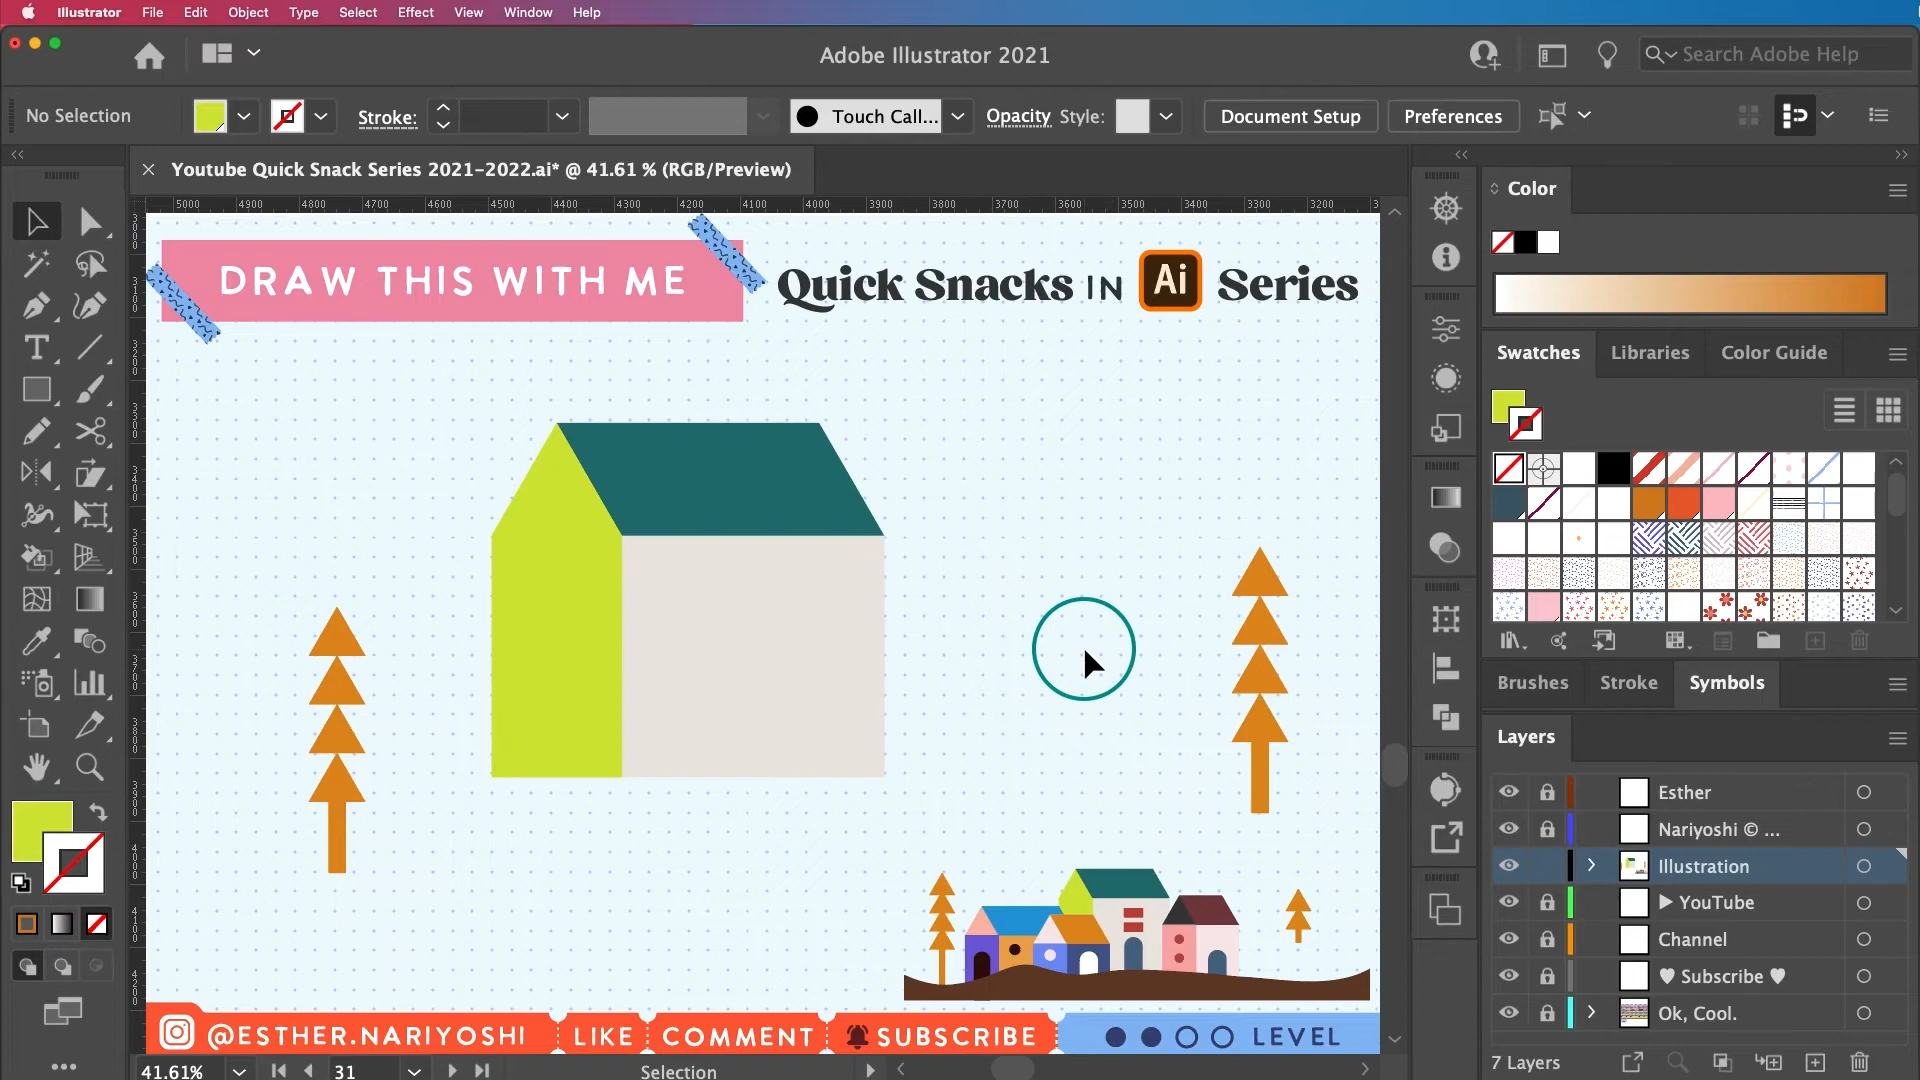 Illustrator File Edit Object Type Select Effect View Window Help
Adobe Illustrator 2021
Search Adobe Help
No Selection
Stroke:
Touch Call...
Opacity Style:
Document Setup
Preferences
Youtube Quick Snack Series 2021-2022.ai* @ 41.61 % (RGB/Preview)
5000 4900 4800 4700 4600 4500 4400 4300 4200 4100 4000 3900 3800 3700 3600 3500 3400 3300 3200
DRAW THIS WITH ME
Quick Snacks IN Ai Series
Color
Swatches Libraries Color Guide
Brushes Stroke Symbols
Layers
Esther
Nariyoshi © ...
Illustration
▶ YouTube
Channel
♥ Subscribe ♥
Ok, Cool.
7 Layers
@ESTHER.NARIYOSHI
LIKE
COMMENT
SUBSCRIBE
LEVEL
41.61%
31
Selection